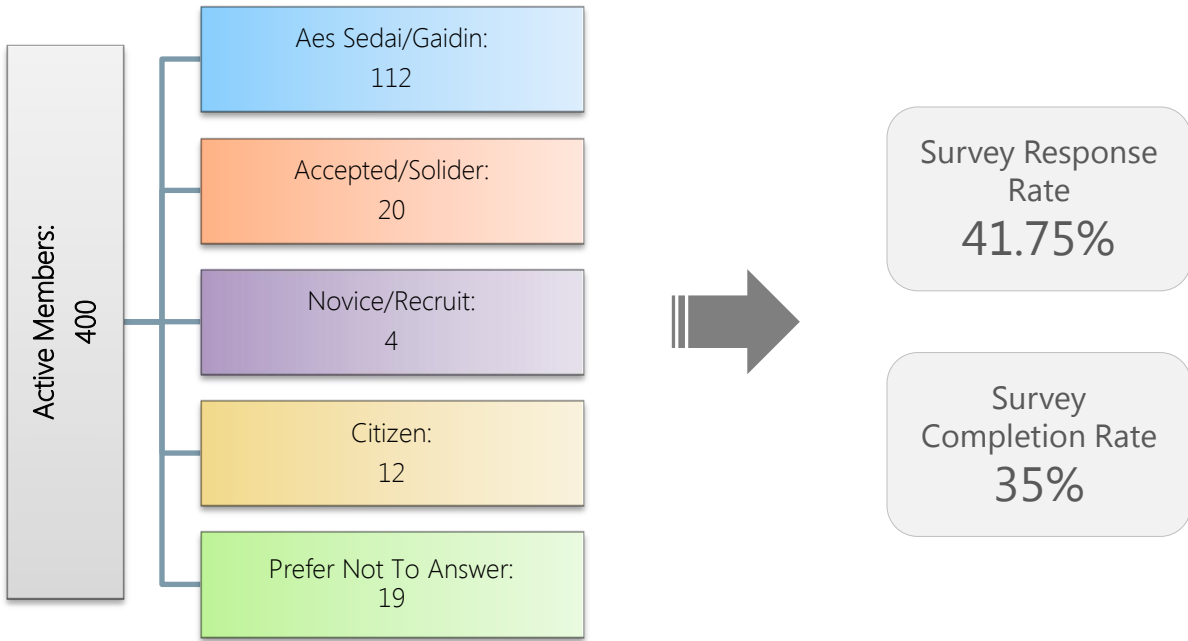 Active Members:
400
Aes Sedai/Gaidin:
112
Accepted/Solider:
20
Novice/Recruit:
4
Citizen:
12
Prefer Not To Answer:
19
Survey Response
Rate
41.75%
Survey
Completion Rate
35%